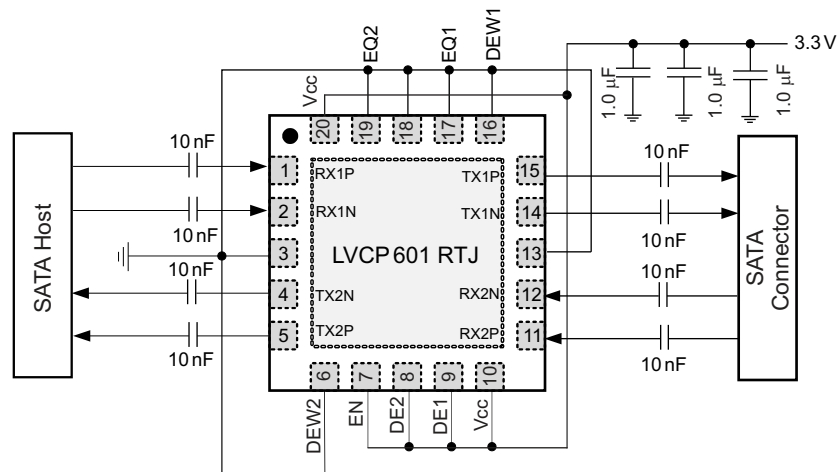 EQ2
EQ1
DEW1
3.3 V
Vcc
1.0 µF
1.0 µF
1.0 µF
20
19
18
17
16
10 nF
10 nF
1
RX1P
TX1P
15
2
RX1N
TX1N
14
10 nF
10 nF
SATA Host
3
LVCP601 RTJ
13
SATA
Connector
10 nF
10 nF
4
TX2N
RX2N
12
5
TX2P
RX2P
11
10 nF
10 nF
6
7
8
9
10
DEW2
EN
DE2
DE1
Vcc